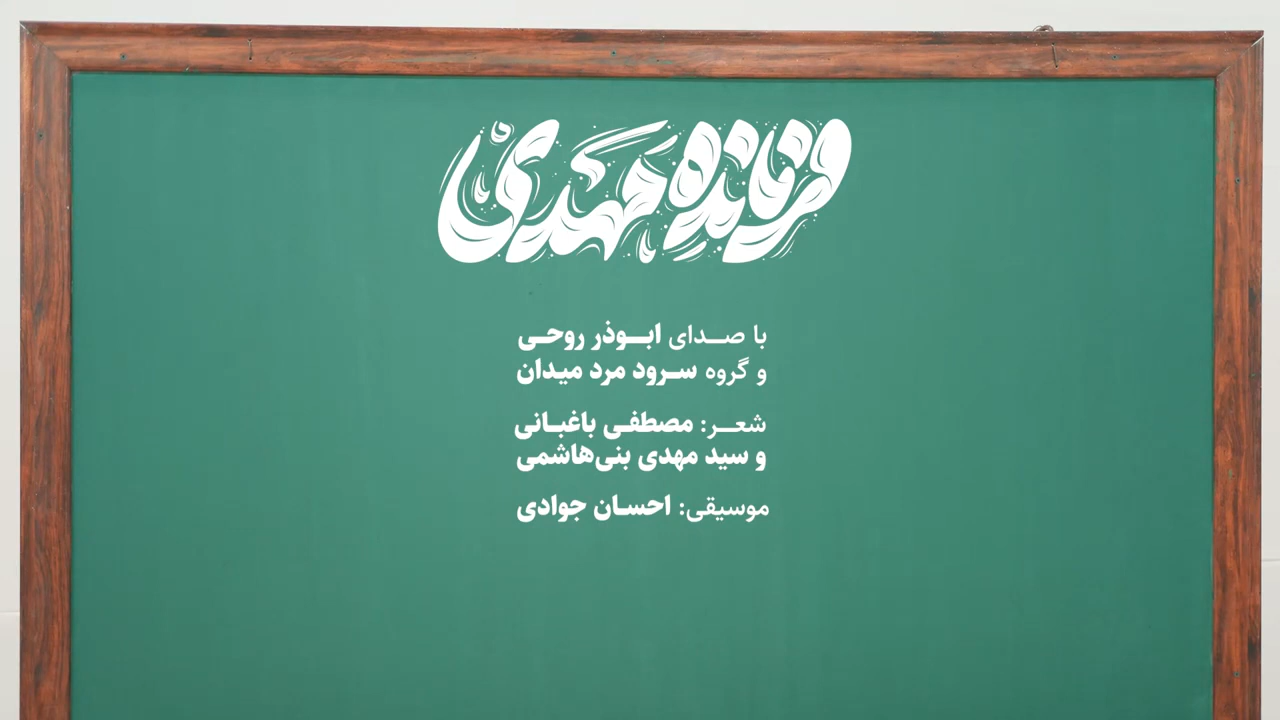 فرمانده مهدی
با صدای ابوذر روحی
و گروه سرود مرد میدان
شعر: مصطفی باغبانی
و سید مهدی بنی‌هاشمی
موسیقی: احسان جوادی